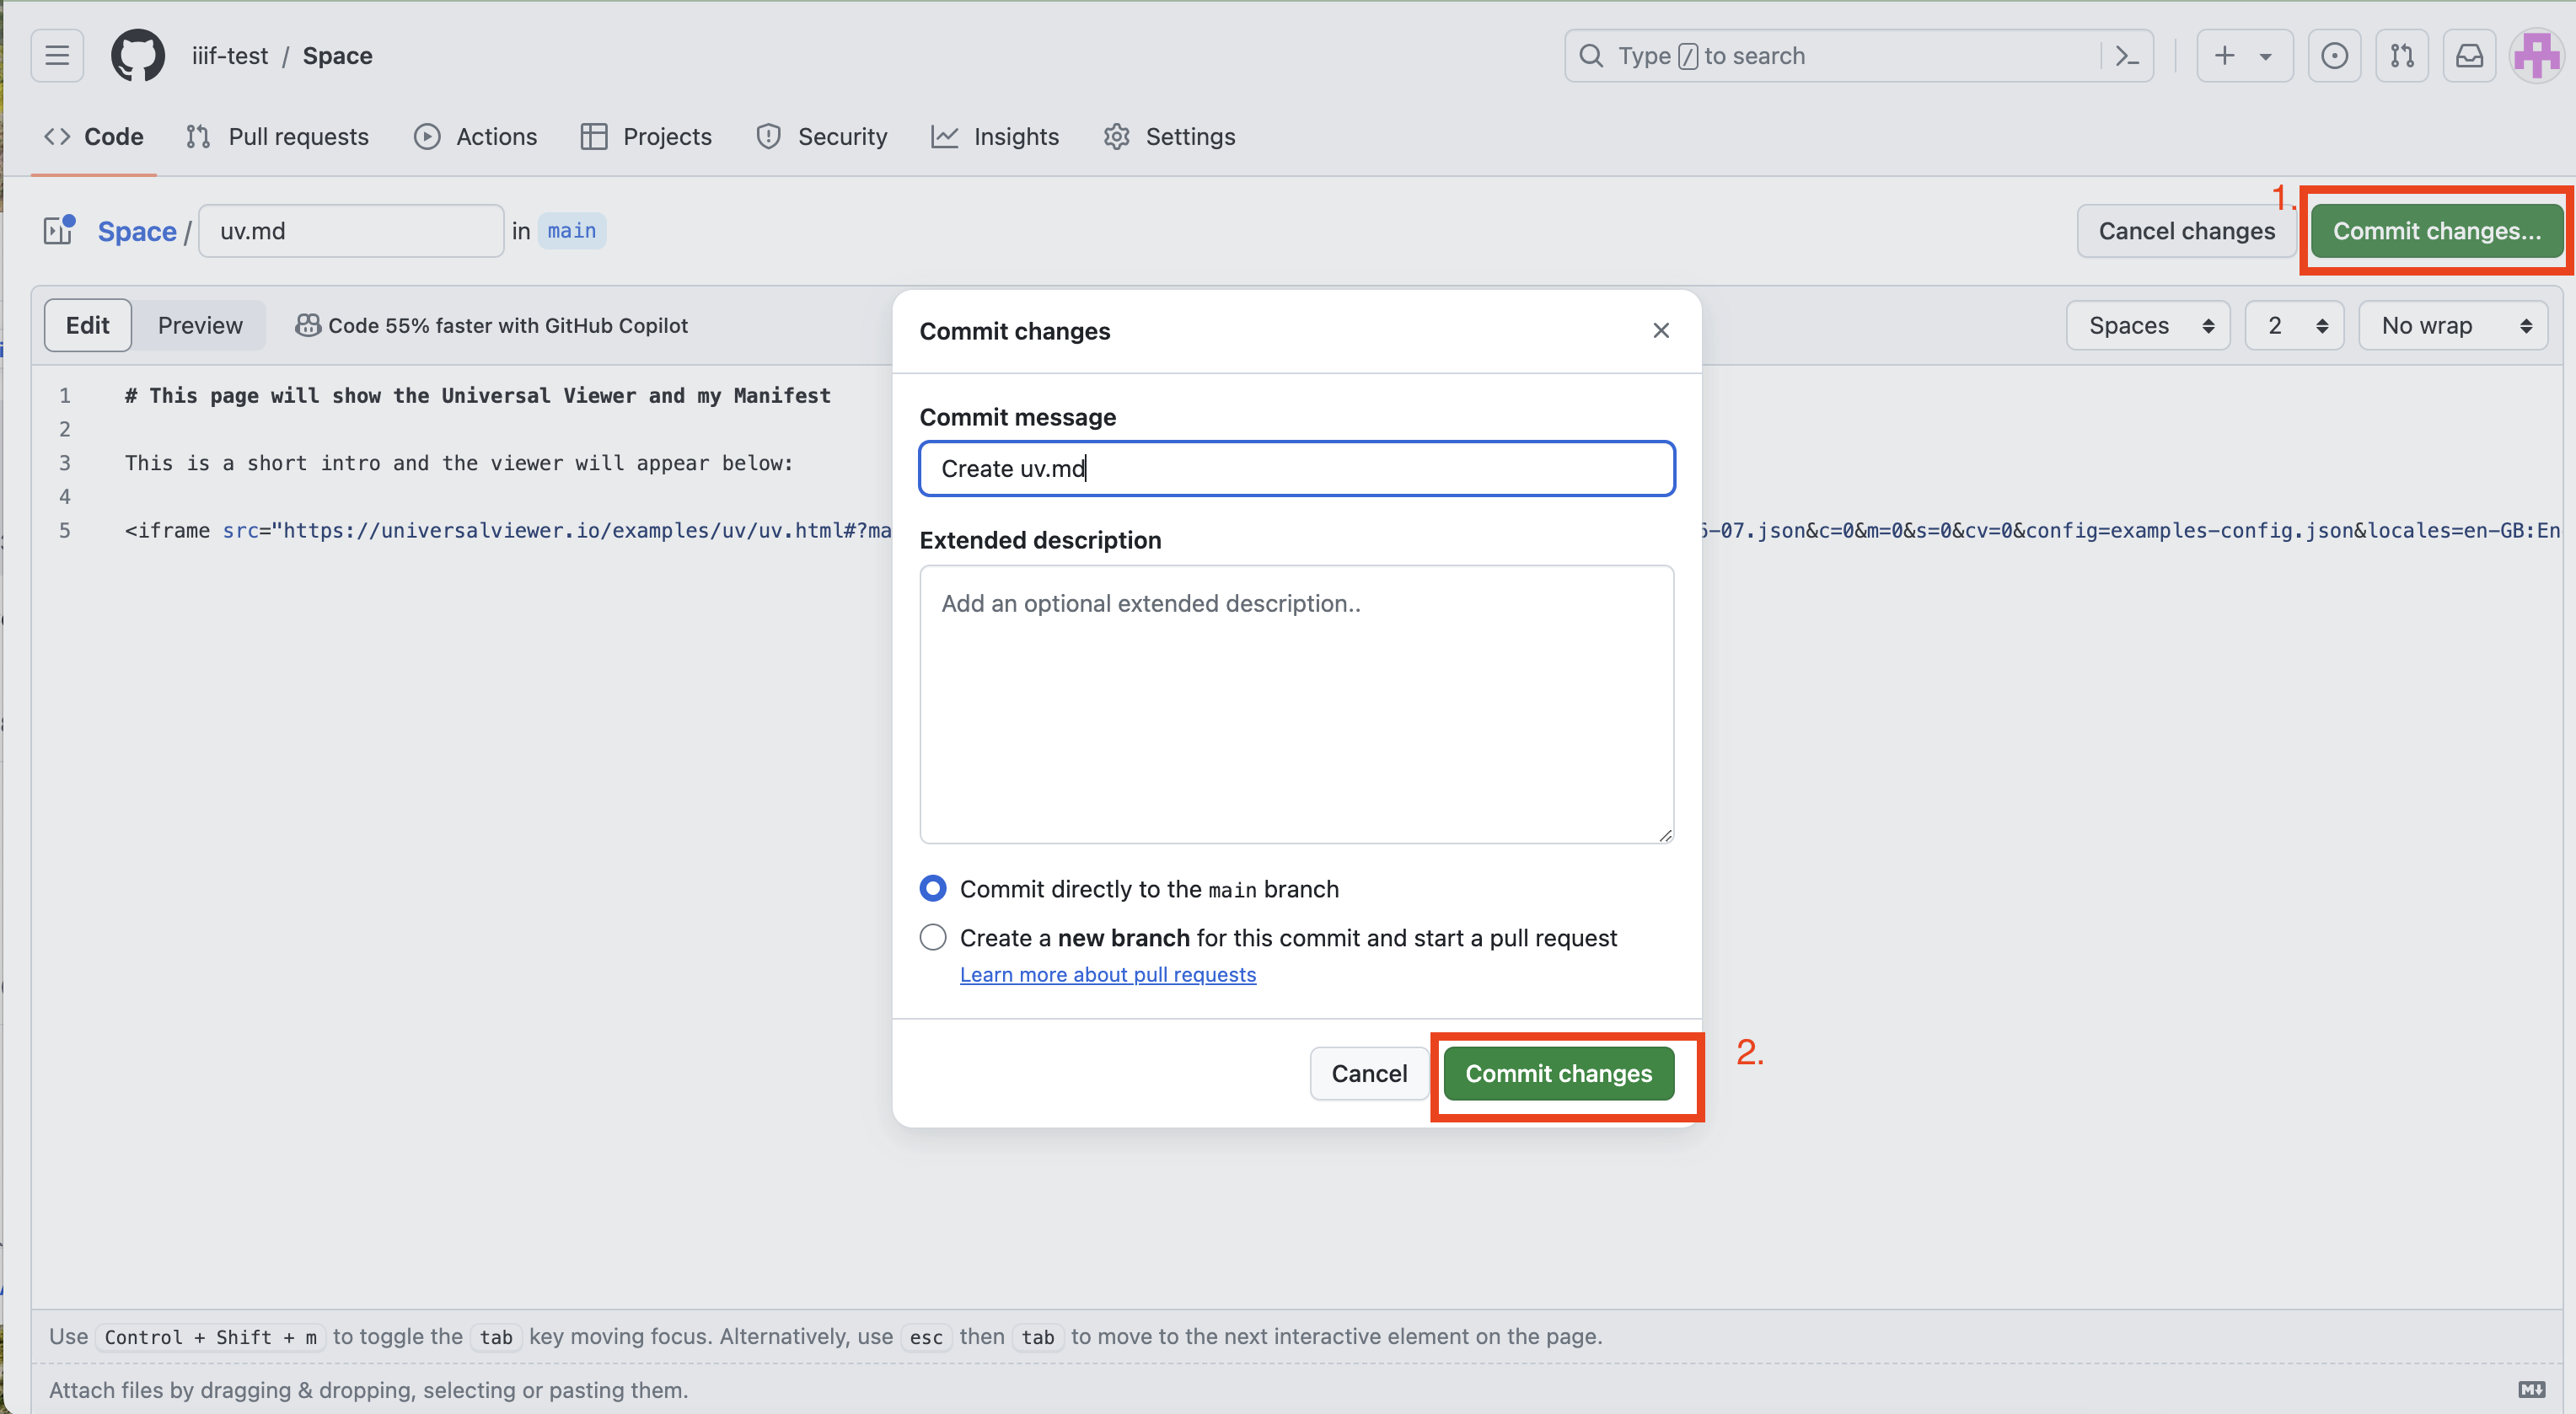 iiif-test / Space
Type / to search
Code Pull requests Actions Projects Security Insights Settings
1.
Space / uv.md in main
Cancel changes Commit changes...
Edit Preview Code 55% faster with GitHub Copilot
Spaces 2 No wrap
1 # This page will show the Universal Viewer and my Manifest
2
3 This is a short intro and the viewer will appear below:
4
5 <iframe src="https://universalviewer.io/examples/uv/uv.html#?ma
-07.json&c=0&m=0&s=0&cv=0&config=examples-config.json&locales=en-GB:En
Commit changes
Commit message
Create uv.md
Extended description
Add an optional extended description..
Commit directly to the main branch
Create a new branch for this commit and start a pull request
Learn more about pull requests
Cancel Commit changes
2.
Use Control + Shift + m to toggle the tab key moving focus. Alternatively, use esc then tab to move to the next interactive element on the page.
Attach files by dragging & dropping, selecting or pasting them.